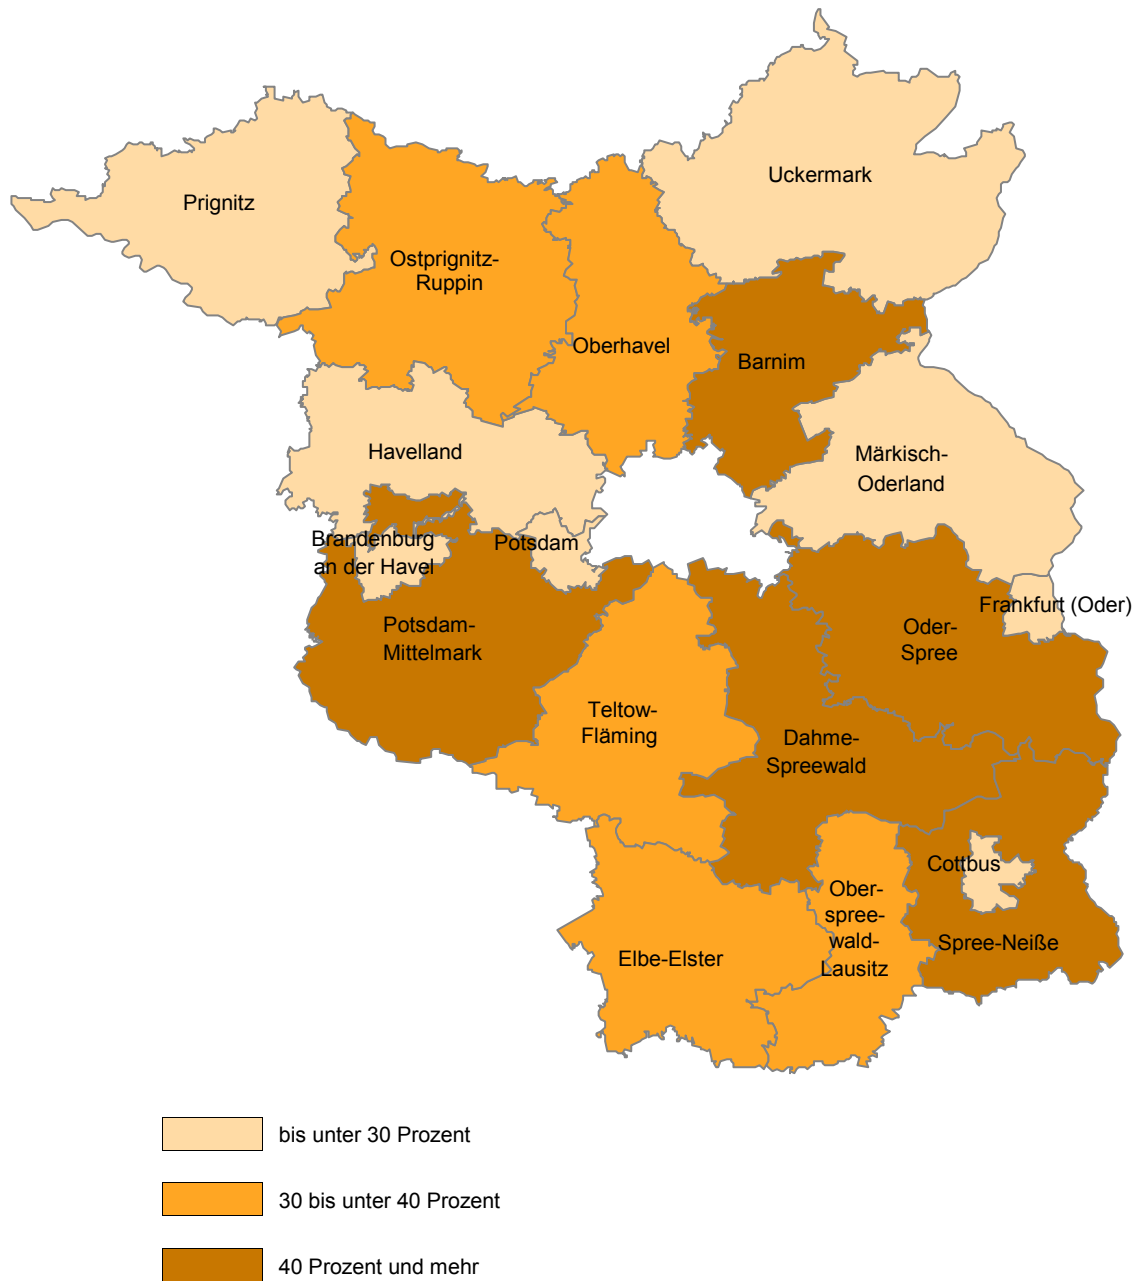 Uckermark
Prignitz
Ostprignitz-
Ruppin
Oberhavel
Barnim
Havelland
Märkisch-
Oderland
Brandenburg
an der Havel
Potsdam
Frankfurt (Oder)
Potsdam-
Mittelmark
Oder-
Spree
Teltow-
Fläming
Dahme-
Spreewald
Cottbus
Ober-
spree-
wald-
Lausitz
Spree-Neiße
Elbe-Elster
bis unter 30 Prozent
30 bis unter 40 Prozent
40 Prozent und mehr